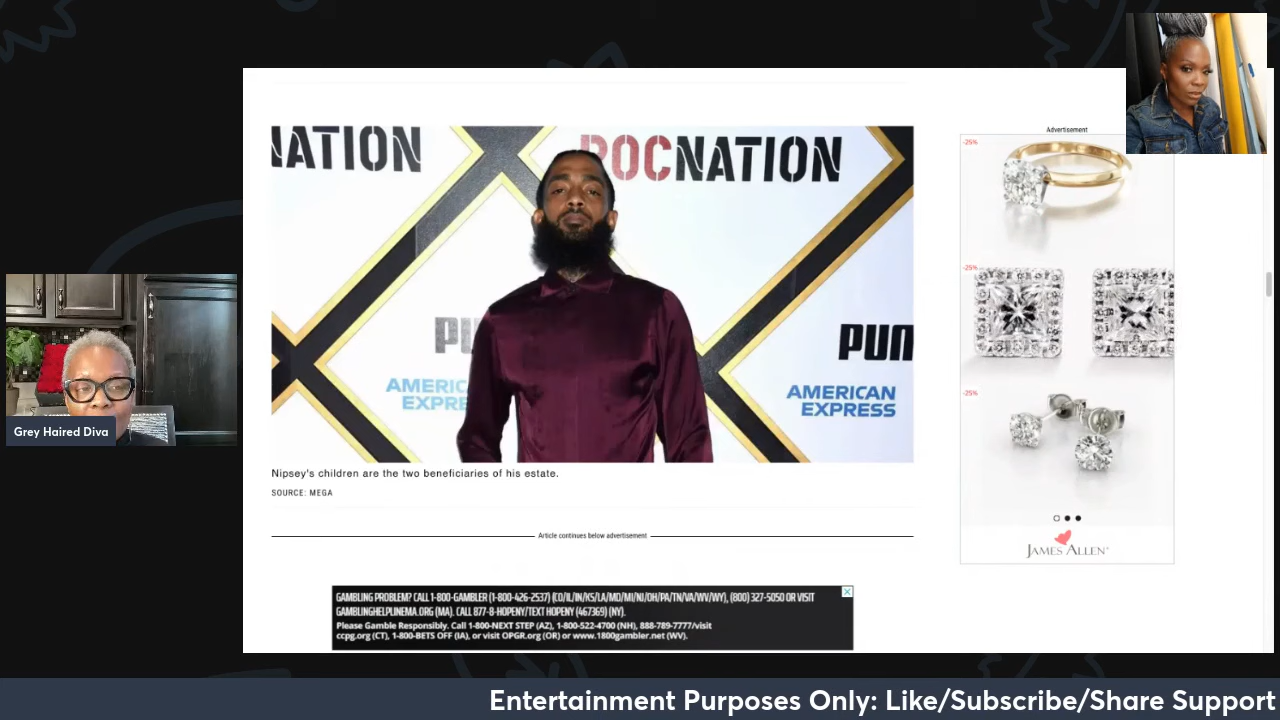 NATION
ROCNATION
PU
PUN
AMERIC
EXPRE
AMERICAN
EXPRESS
Grey Haired Diva
Nipsey's children are the two beneficiaries of his estate.
SOURCE: MEGA
Article continues below advertisement
Advertisement
-25%
-25%
-25%
JAMES ALLEN
GAMBLING PROBLEM? CALL 1-800-GAMBLER (1-800-426-2537) (CO/IL/IN/KS/LA/MD/MI/NJ/OH/PA/TN/VA/WV/WY), (800) 327-5050 OR VISIT
GAMBLINGHELPLINEMA.ORG (MA). CALL 877-8-HOPENY/TEXT HOPENY (467369) (NY).
Please Gamble Responsibly. Call 1-800-NEXT STEP (AZ), 1-800-522-4700 (NH), 888-789-7777/visit
ccpg.org (CT), 1-800-BETS OFF (IA), or visit OPGR.org (OR) or www.1800gambler.net (WV).
Entertainment Purposes Only: Like/Subscribe/Share Support